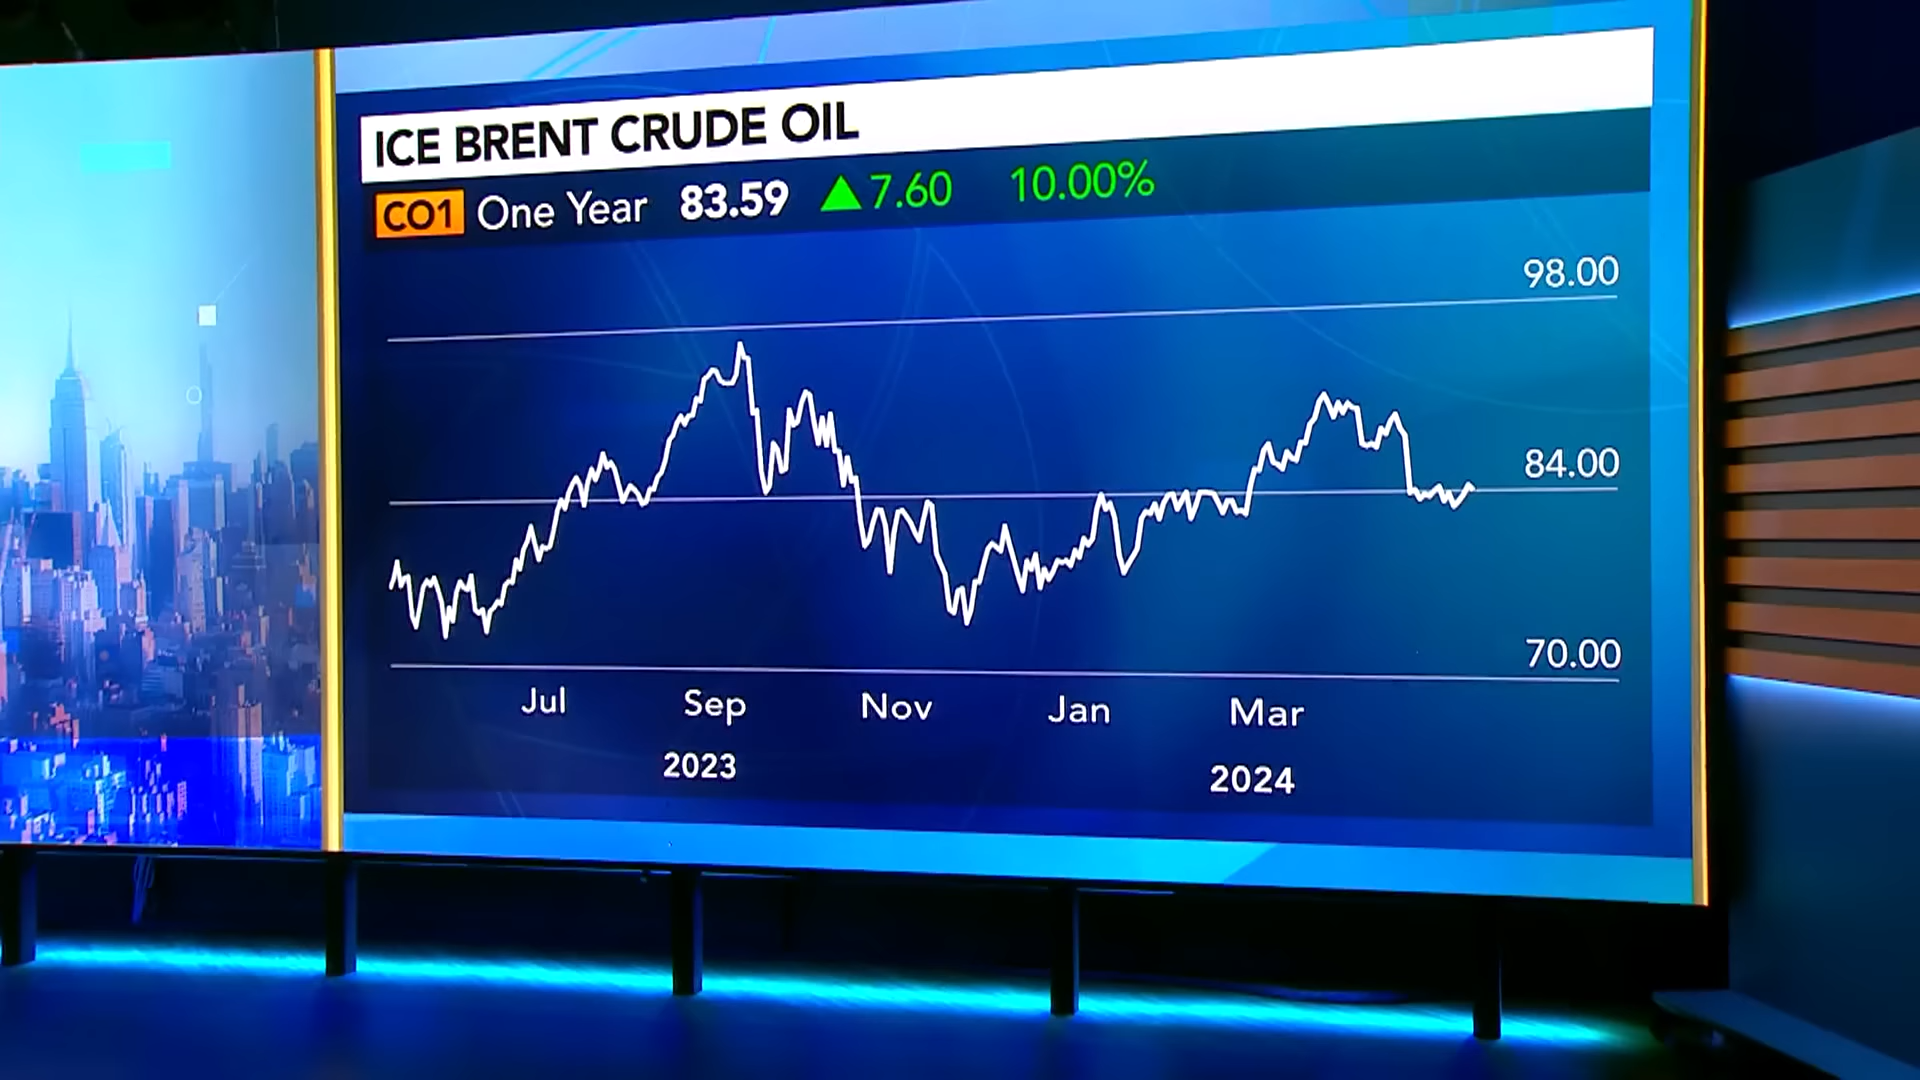 ICE BRENT CRUDE OIL
CO1 One Year 83.59 ▲7.60 10.00%
98.00
84.00
70.00
Jul Sep Nov Jan Mar
2023 2024